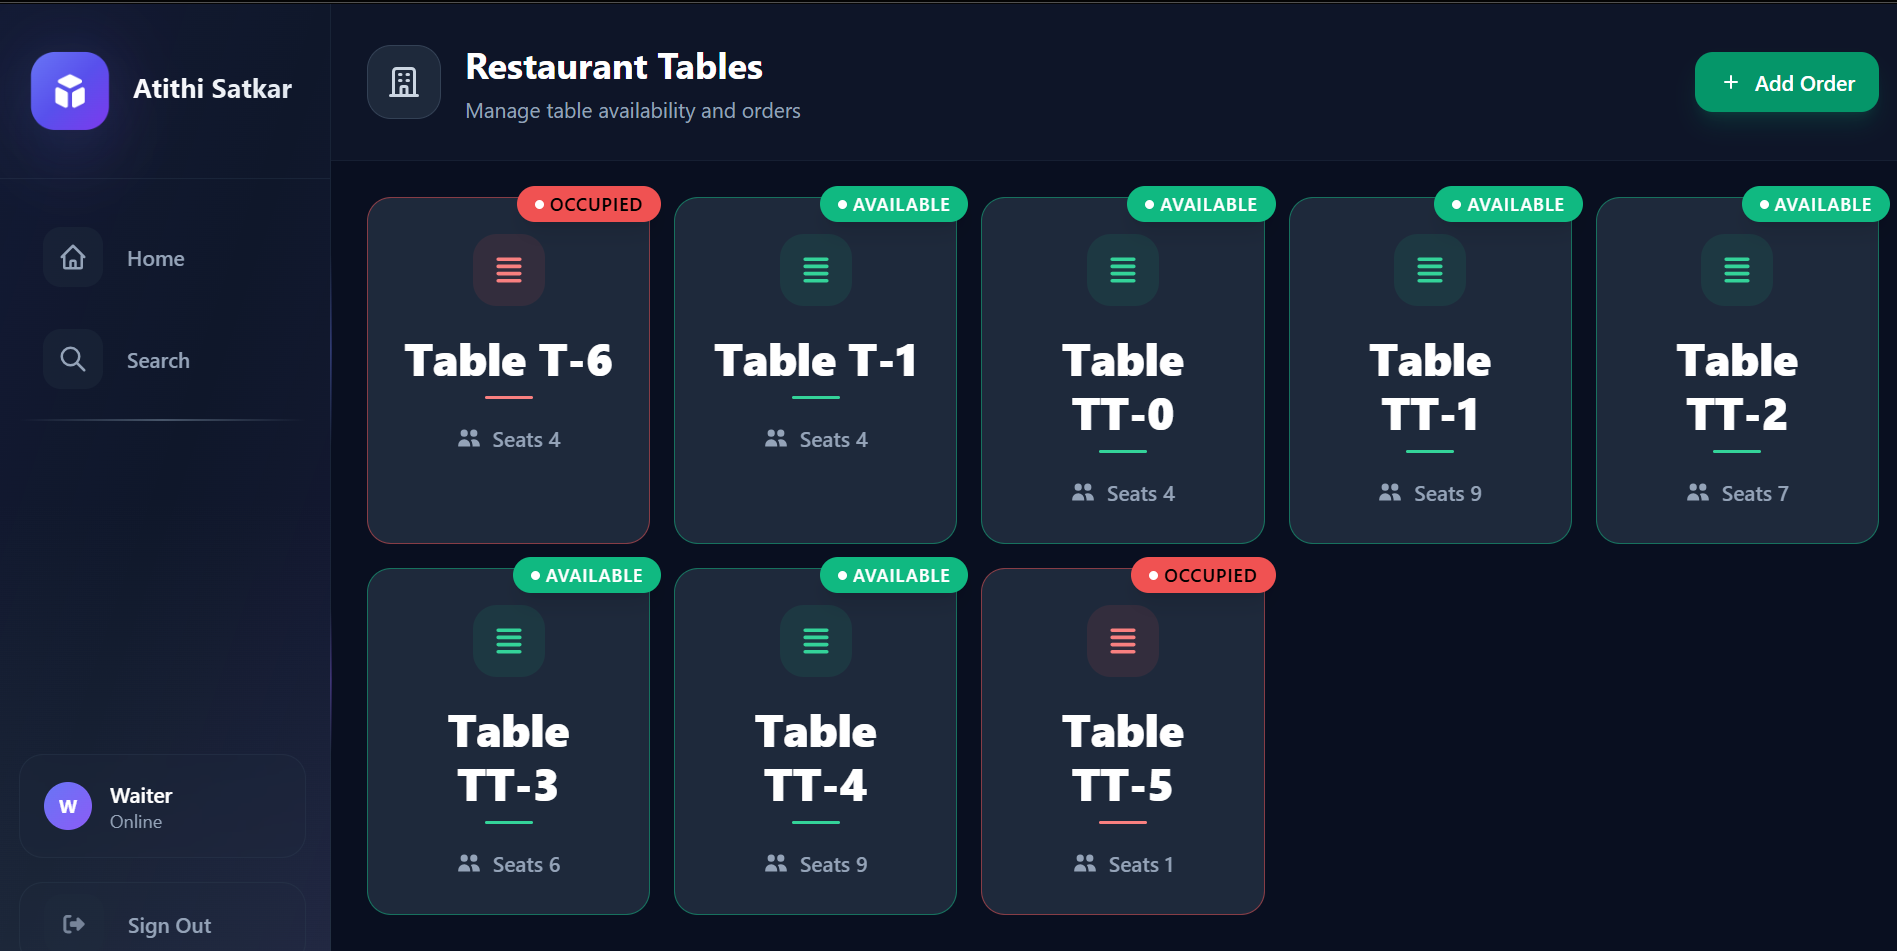 Atithi Satkar
Home
Search
Waiter
W
Online
Sign Out
Restaurant Tables
Manage table availability and orders
+ Add Order
OCCUPIED
Table T-6
Seats 4
AVAILABLE
Table T-1
Seats 4
AVAILABLE
Table
TT-0
Seats 4
AVAILABLE
Table
TT-1
Seats 9
AVAILABLE
Table
TT-2
Seats 7
AVAILABLE
Table
TT-3
Seats 6
AVAILABLE
Table
TT-4
Seats 9
OCCUPIED
Table
TT-5
Seats 1